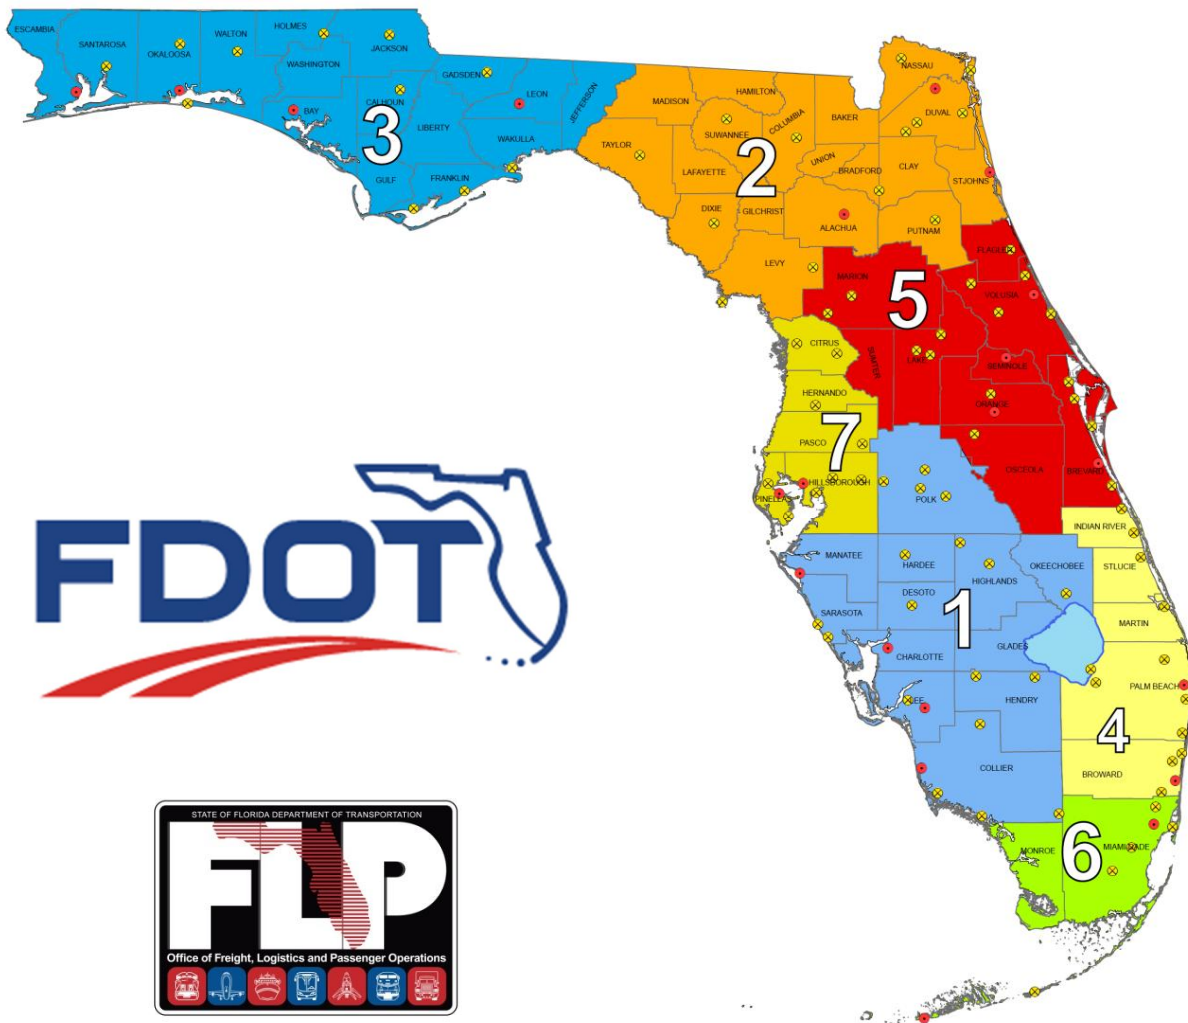 ESCAMBIA
SANTAROSA
OKALOOSA
WALTON
HOLMES
WASHINGTON
JACKSON
BAY
CALHOUN
GADSDEN
LIBERTY
LEON
WAKULLA
JEFFERSON
GULF
FRANKLIN
3
MADISON
HAMILTON
TAYLOR
SUWANNEE
COLUMBIA
BAKER
NASSAU
DUVAL
LAFAYETTE
UNION
BRADFORD
CLAY
STJOHNS
DIXIE
GILCHRIST
ALACHUA
PUTNAM
LEVY
2
FLAGLER
MARION
VOLUSIA
5
SUMTER
LAKE
SEMINOLE
ORANGE
OSCEOLA
BREVARD
CITRUS
HERNANDO
PASCO
7
PINELLAS
HILLSBOROUGH
POLK
MANATEE
HARDEE
HIGHLANDS
OKEECHOBEE
SARASOTA
DESOTO
1
CHARLOTTE
GLADES
LEE
HENDRY
COLLIER
INDIAN RIVER
STLUCIE
MARTIN
PALM BEACH
4
BROWARD
MONROE
6
MIAMI-DADE
FDOT
STATE OF FLORIDA DEPARTMENT OF TRANSPORTATION
FLP
Office of Freight, Logistics and Passenger Operations